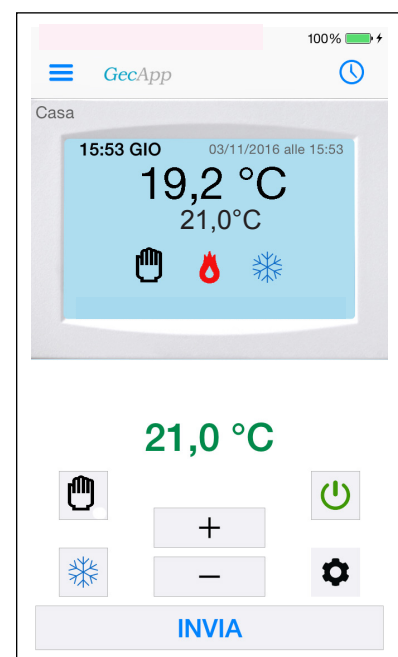 100%
GecApp
Casa
15:53 GIO 03/11/2016 alle 15:53
19,2 °C
21,0°C
21,0 °C
+
−
INVIA